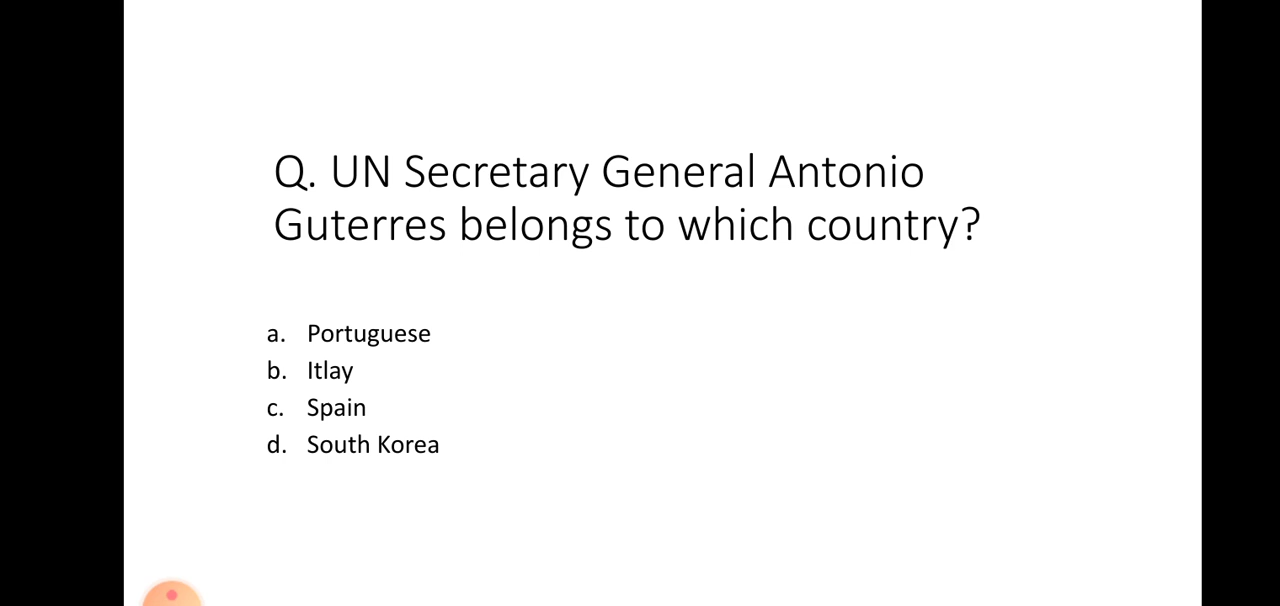 Q. UN Secretary General Antonio
Guterres belongs to which country?
a. Portuguese
b. Itlay
c. Spain
d. South Korea